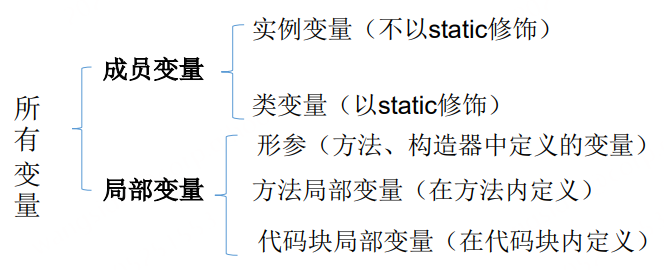 所有变量
成员变量
实例变量（不以static修饰）
类变量（以static修饰）
局部变量
形参（方法、构造器中定义的变量）
方法局部变量（在方法内定义）
代码块局部变量（在代码块内定义）